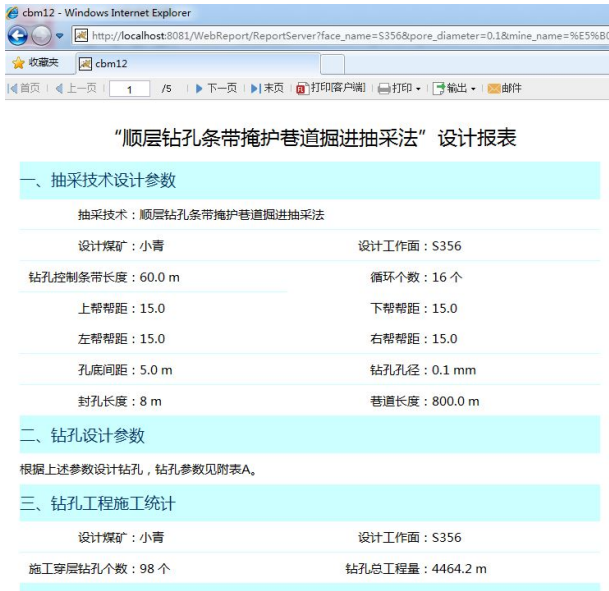 cbm12 - Windows Internet Explorer
http://localhost:8081/WebReport/ReportServer?face_name=S356&pore_diameter=0.1&mine_name=%E5%B0
收藏夹 cbm12
首页 上一页 1 /5 下一页 末页 打印[客户端] 打印 输出 邮件
“顺层钻孔条带掩护巷道掘进抽采法”设计报表
一、抽采技术设计参数
抽采技术：顺层钻孔条带掩护巷道掘进抽采法
设计煤矿：小青 设计工作面：S356
钻孔控制条带长度：60.0 m 循环个数：16 个
上帮帮距：15.0 下帮帮距：15.0
左帮帮距：15.0 右帮帮距：15.0
孔底间距：5.0 m 钻孔孔径：0.1 mm
封孔长度：8 m 巷道长度：800.0 m
二、钻孔设计参数
根据上述参数设计钻孔，钻孔参数见附表A。
三、钻孔工程施工统计
设计煤矿：小青 设计工作面：S356
施工穿层钻孔个数：98 个 钻孔总工程量：4464.2 m